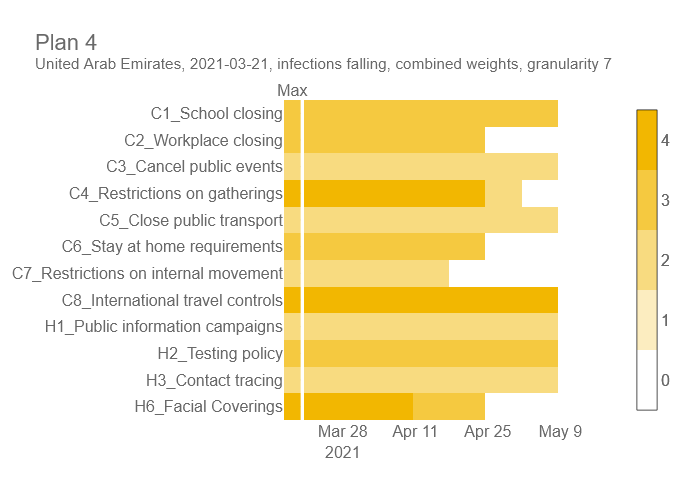 Plan 4
United Arab Emirates, 2021-03-21, infections falling, combined weights, granularity 7
Max
C1_School closing
C2_Workplace closing
C3_Cancel public events
C4_Restrictions on gatherings
C5_Close public transport
C6_Stay at home requirements
C7_Restrictions on internal movement
C8_International travel controls
H1_Public information campaigns
H2_Testing policy
H3_Contact tracing
H6_Facial Coverings
Mar 28 Apr 11 Apr 25 May 9
2021
4
3
2
1
0